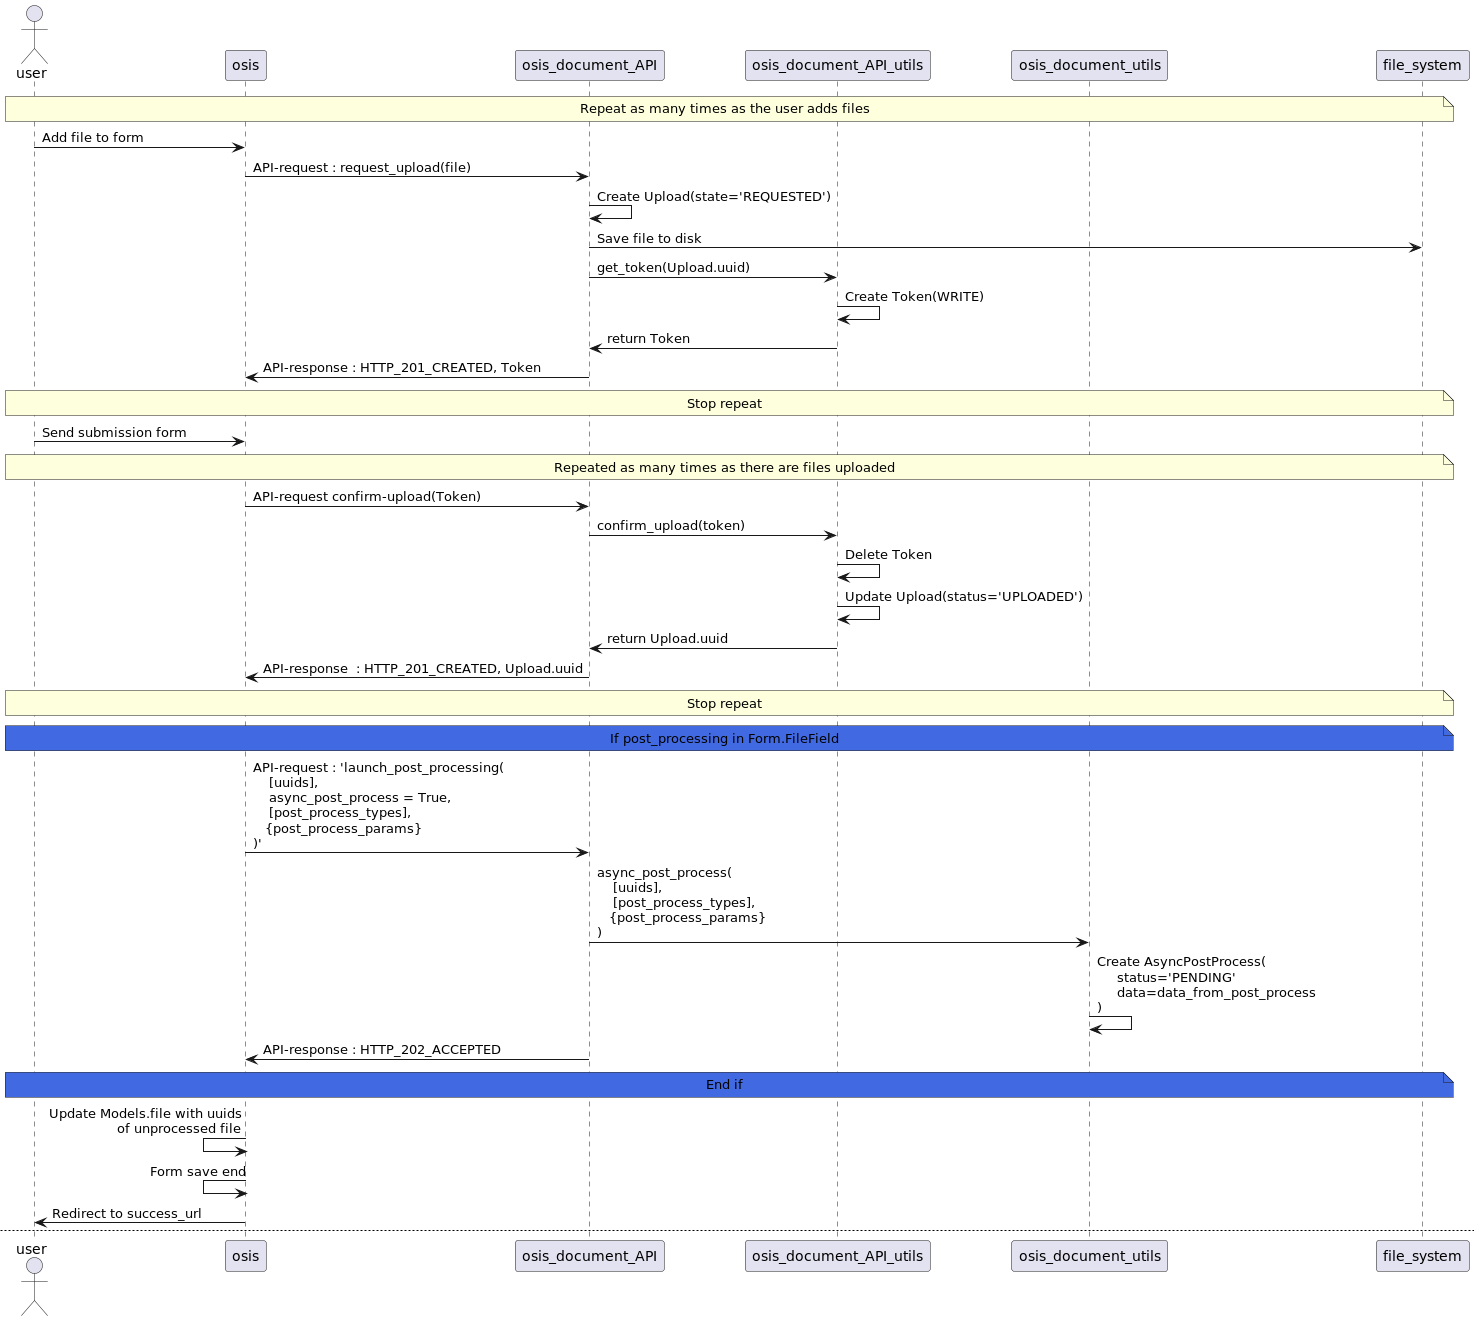 user
osis
osis_document_API
osis_document_API_utils
osis_document_utils
file_system
Repeat as many times as the user adds files
Add file to form
API-request : request_upload(file)
Create Upload(state='REQUESTED')
Save file to disk
get_token(Upload.uuid)
Create Token(WRITE)
return Token
API-response : HTTP_201_CREATED, Token
Stop repeat
Send submission form
Repeated as many times as there are files uploaded
API-request confirm-upload(Token)
confirm_upload(token)
Delete Token
Update Upload(status='UPLOADED')
return Upload.uuid
API-response  : HTTP_201_CREATED, Upload.uuid
Stop repeat
If post_processing in Form.FileField
API-request : 'launch_post_processing(
[uuids],
async_post_process = True,
[post_process_types],
{post_process_params}
)'
async_post_process(
[uuids],
[post_process_types],
{post_process_params}
)
Create AsyncPostProcess(
status='PENDING'
data=data_from_post_process
)
API-response : HTTP_202_ACCEPTED
End if
Update Models.file with uuids
of unprocessed file
Form save end
Redirect to success_url
user
osis
osis_document_API
osis_document_API_utils
osis_document_utils
file_system